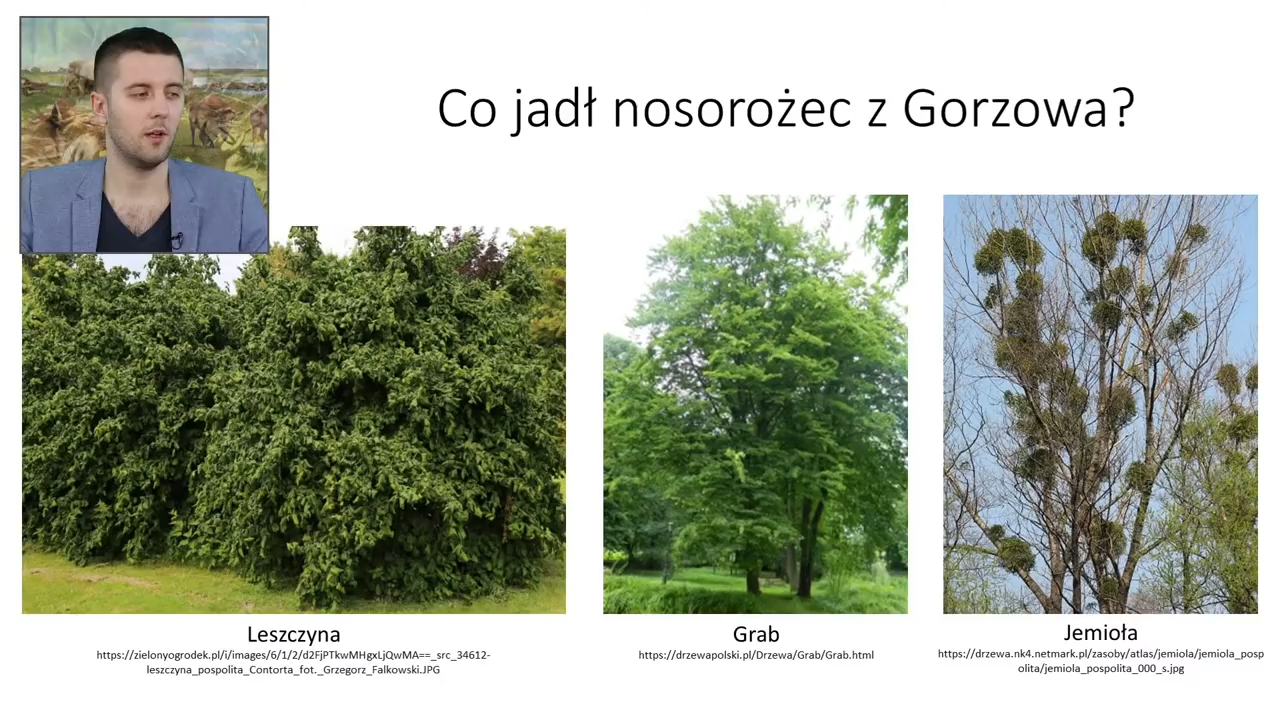 Co jadł nosorożec z Gorzowa?
Leszczyna
https://zielonyogrodek.pl/i/images/6/1/2/d2FjPTkwMHgxLjQwMA==_src_34612-
leszczyna_pospolita_Contorta_fot._Grzegorz_Falkowski.JPG
Grab
https://drzewapolski.pl/Drzewa/Grab/Grab.html
Jemioła
https://drzewa.nk4.netmark.pl/zasoby/atlas/jemiola/jemiola_posp
olita/jemiola_pospolita_000_s.jpg